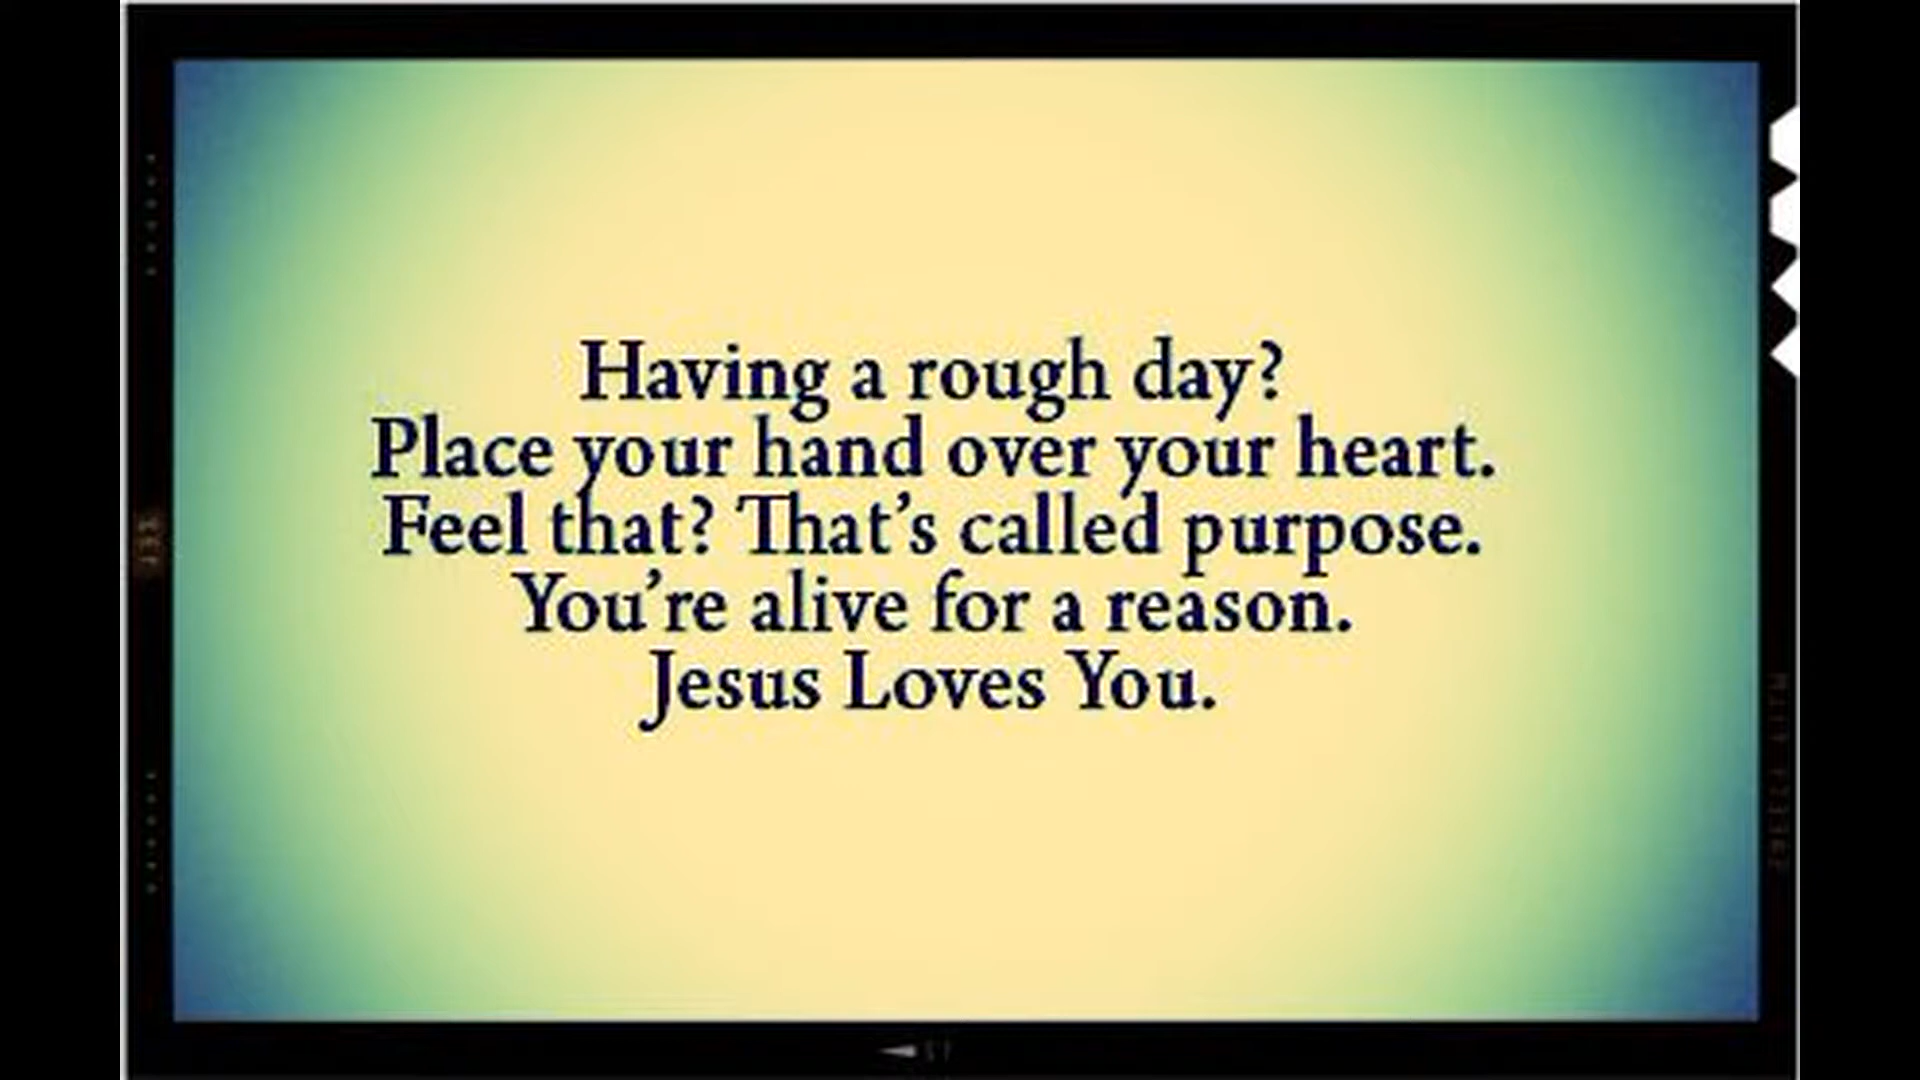 Having a rough day?
Place your hand over your heart.
Feel that? That's called purpose.
You're alive for a reason.
Jesus Loves You.